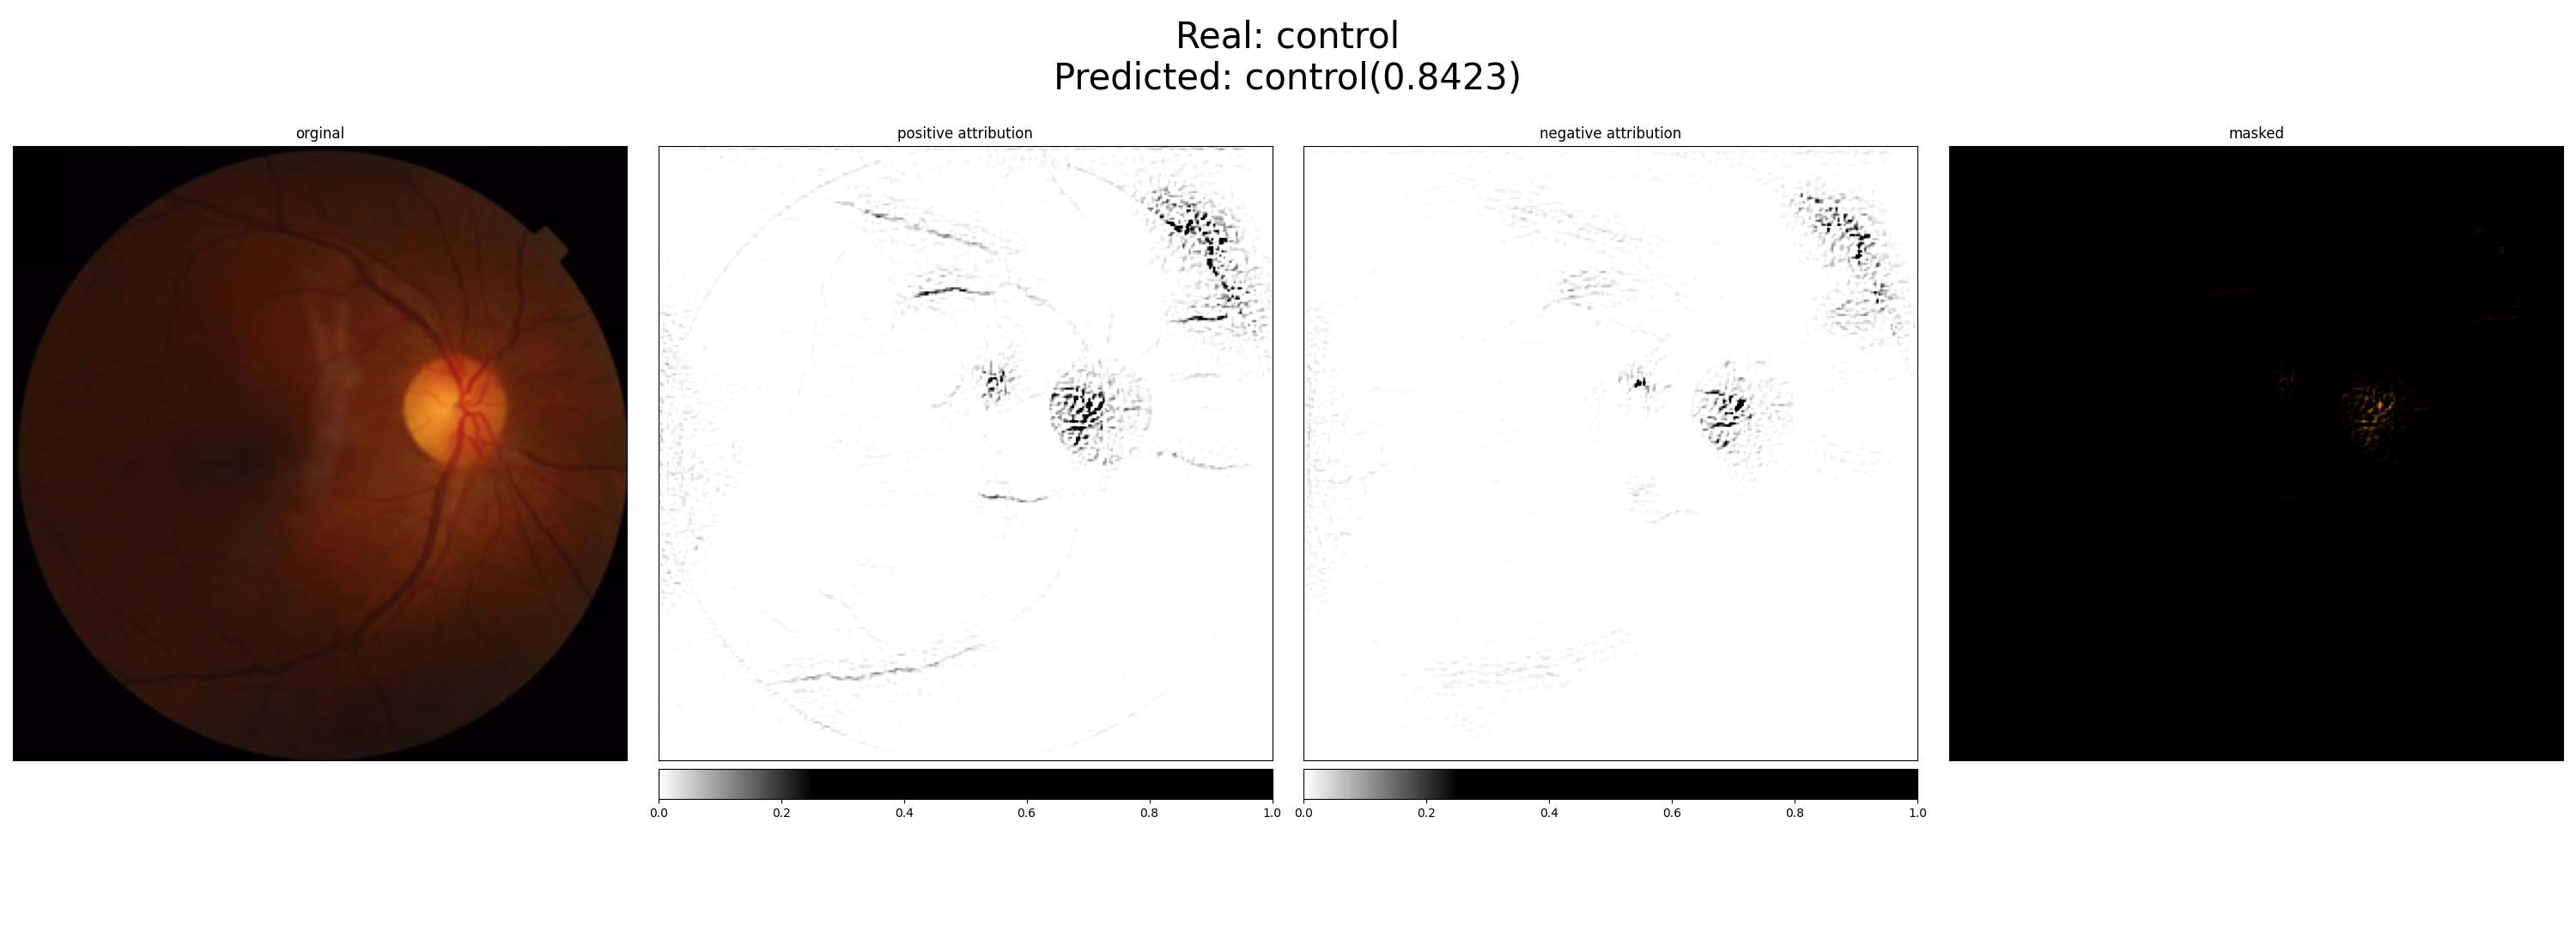 Real: control
Predicted: control(0.8423)
orginal
positive attribution
negative attribution
masked
0.0 0.2 0.4 0.6 0.8 1.0
0.0 0.2 0.4 0.6 0.8 1.0